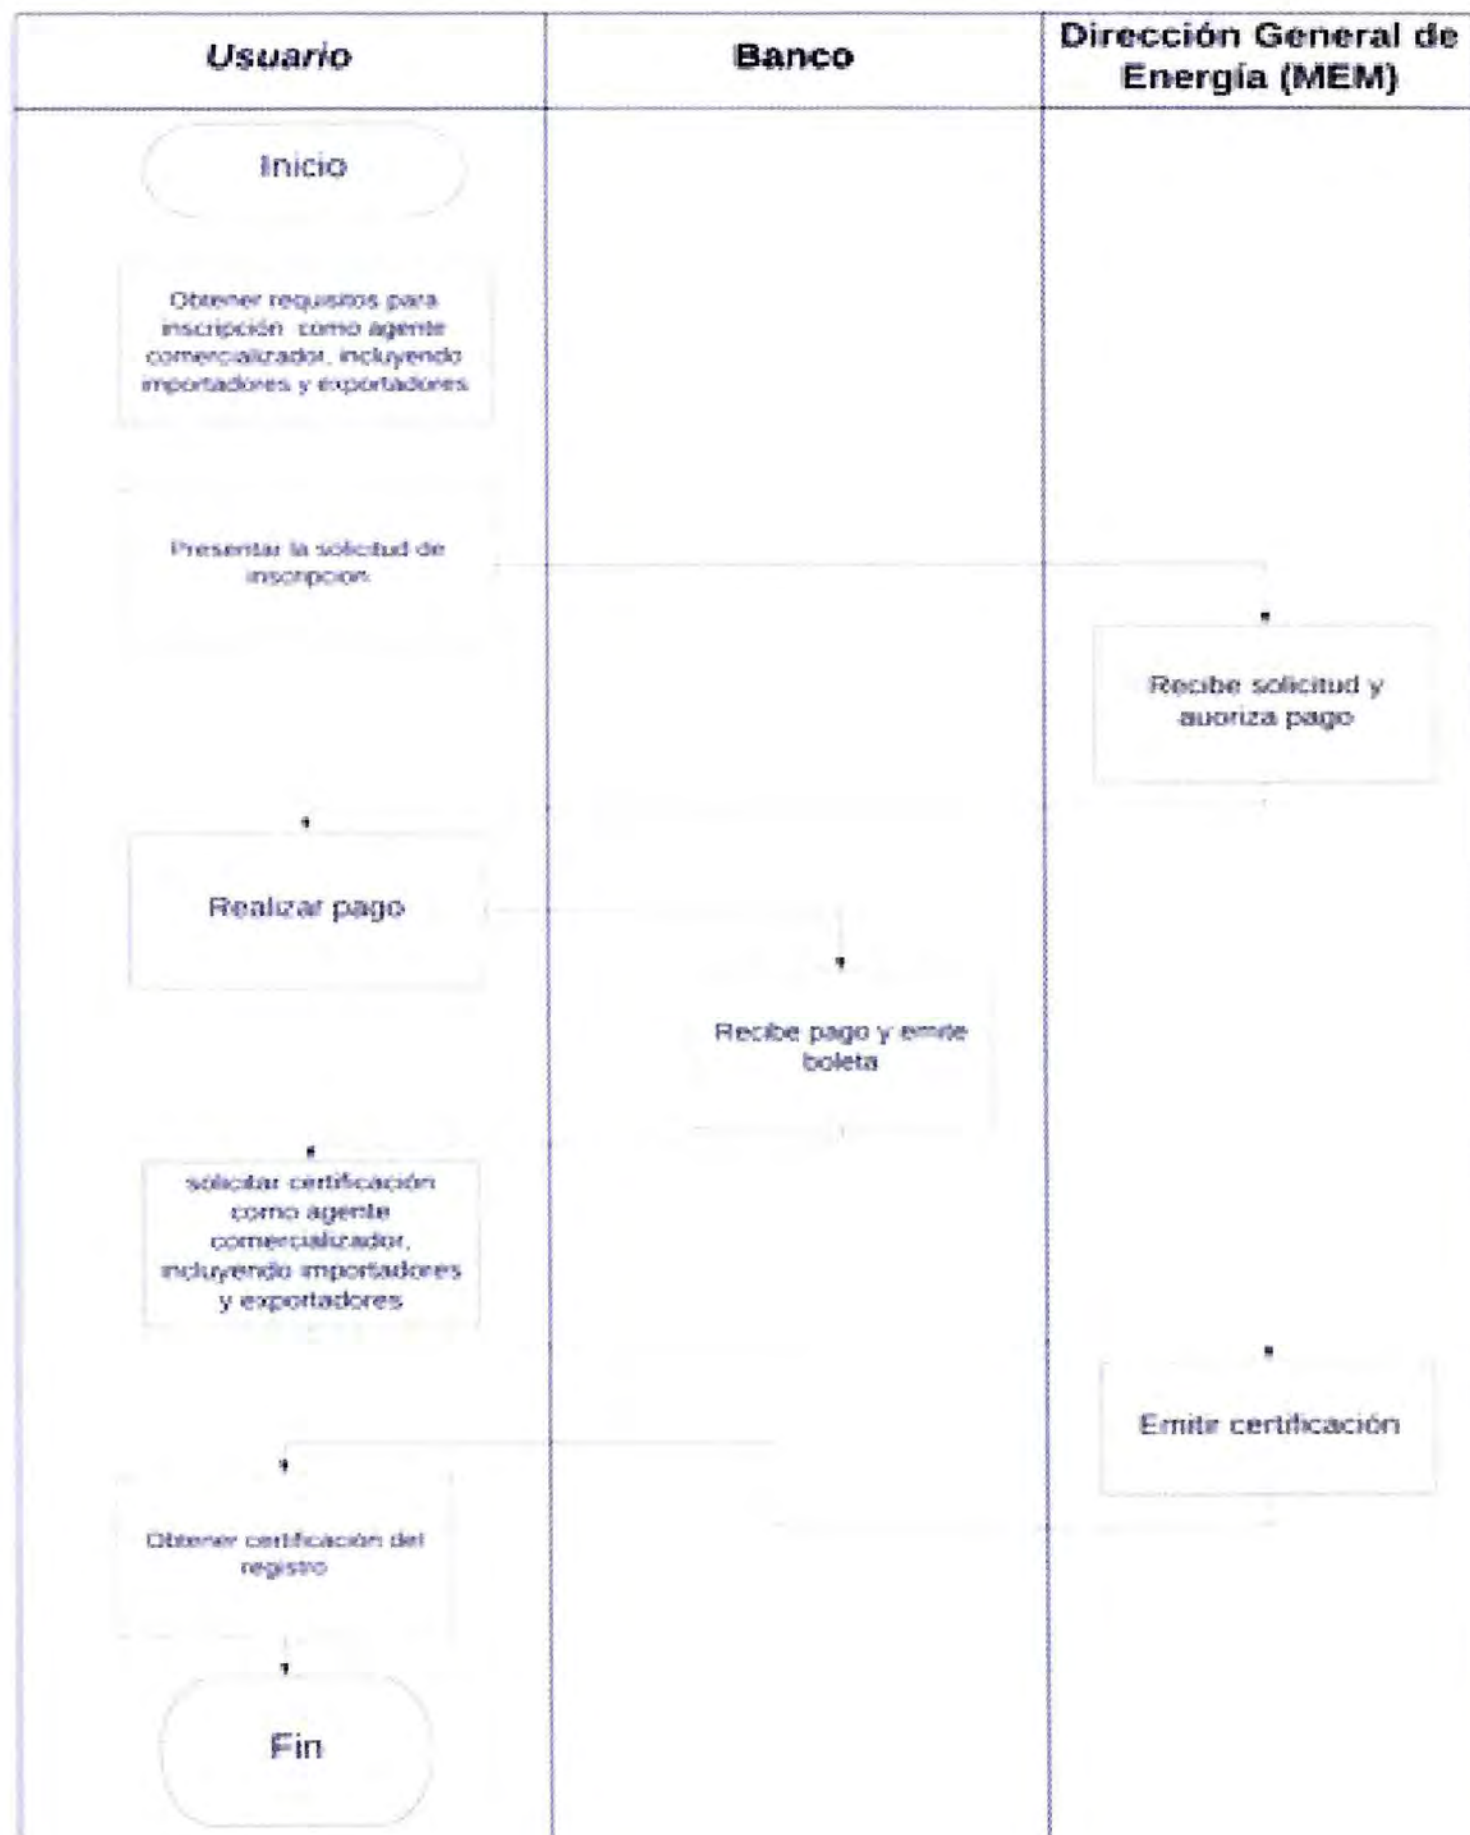 Usuario
Banco
Dirección General de
Energía (MEM)
Inicio
Obtener requisitos para
inscripción como agente
comercializador, incluyendo
importadores y exportadores
Presentar la solicitud de
inscripcion
Recibe solicitud y
auoriza pago
Realizar pago
Recibe pago y emite
boleta
solicitar certificación
como agente
comercializador,
incluyendo importadores
y exportadores
Emitir certificación
Obtener certificación del
registro
Fin